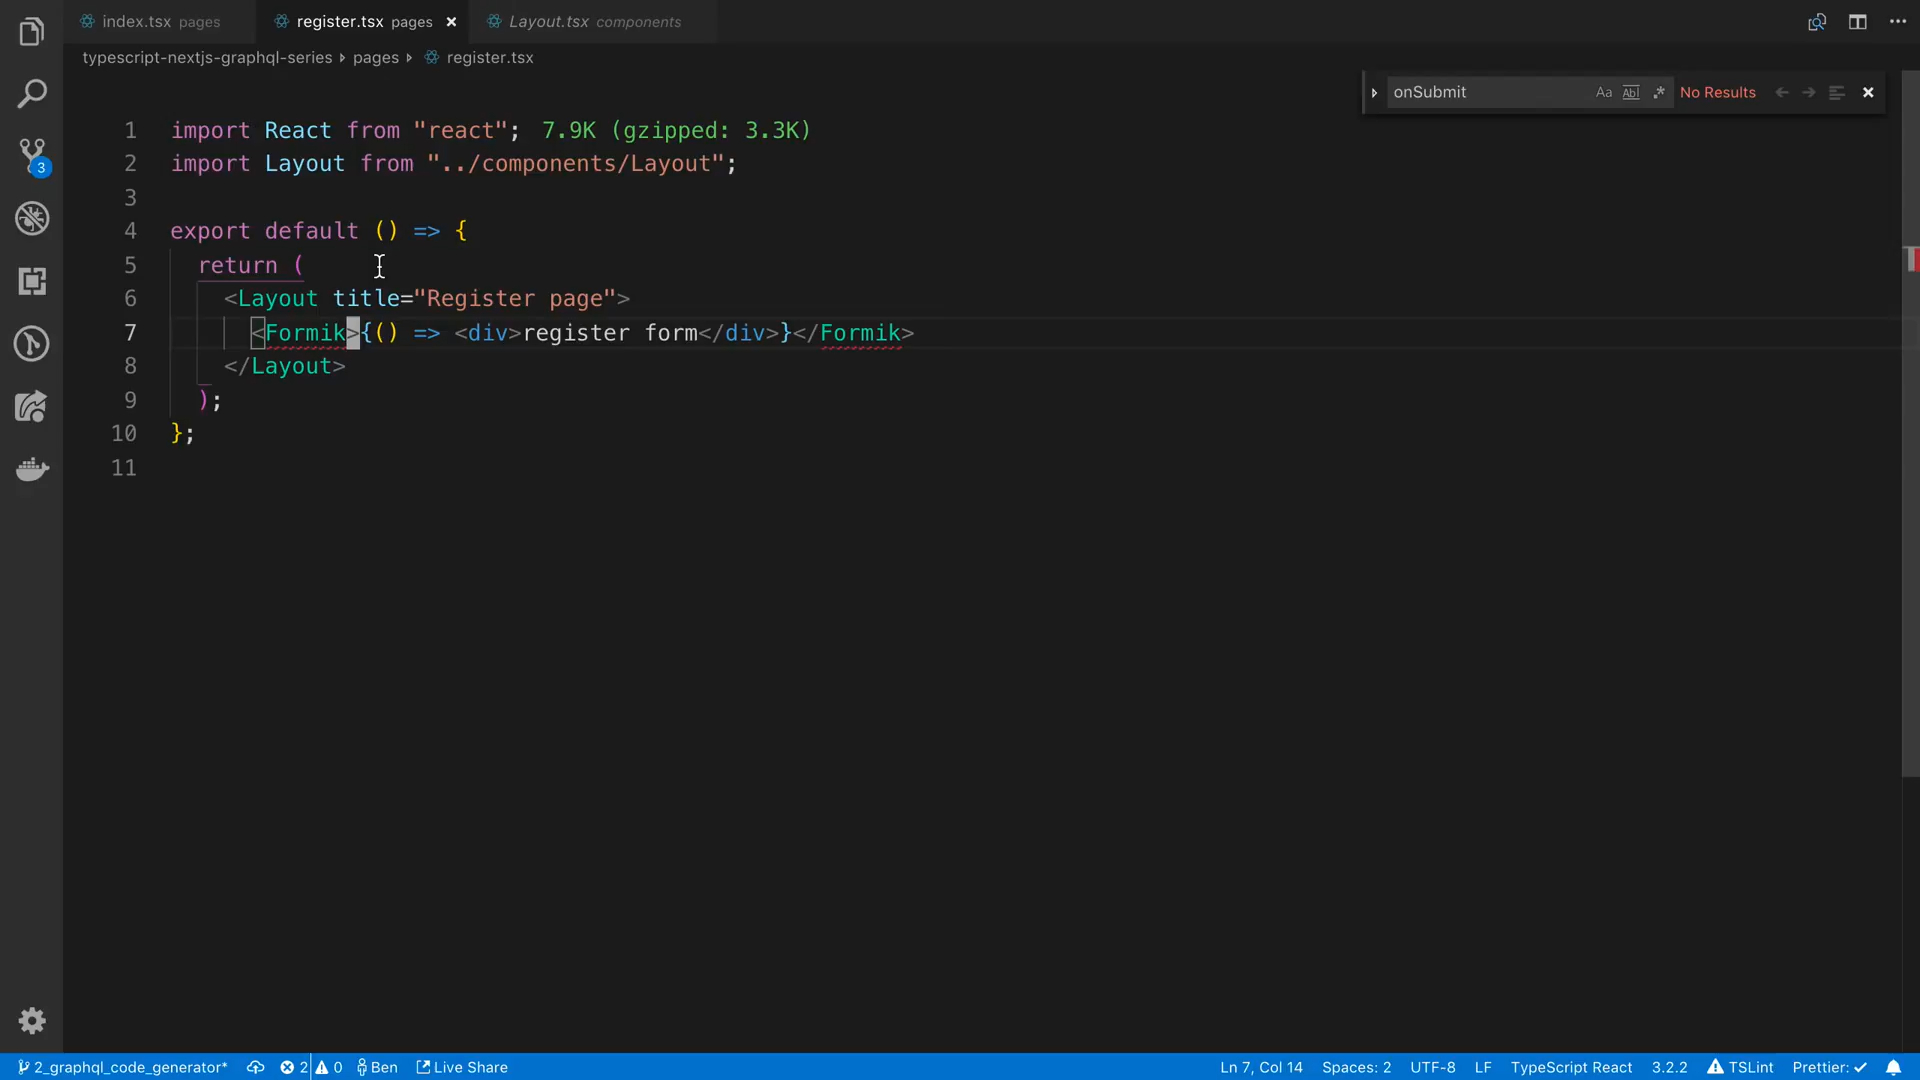 index.tsx pages
register.tsx pages
Layout.tsx components
typescript-nextjs-graphql-series pages register.tsx
onSubmit Aa Abl .* No Results
3
1 import React from "react"; 7.9K (gzipped: 3.3K)
2 import Layout from "../components/Layout";
3
4 export default () => {
5 return (
6 <Layout title="Register page">
7 <Formik>{() => <div>register form</div>}</Formik>
8 </Layout>
9 );
10 };
11
2_graphql_code_generator* 2 0 Ben Live Share Ln 7, Col 14 Spaces: 2 UTF-8 LF TypeScript React 3.2.2 TSLint Prettier: ✓